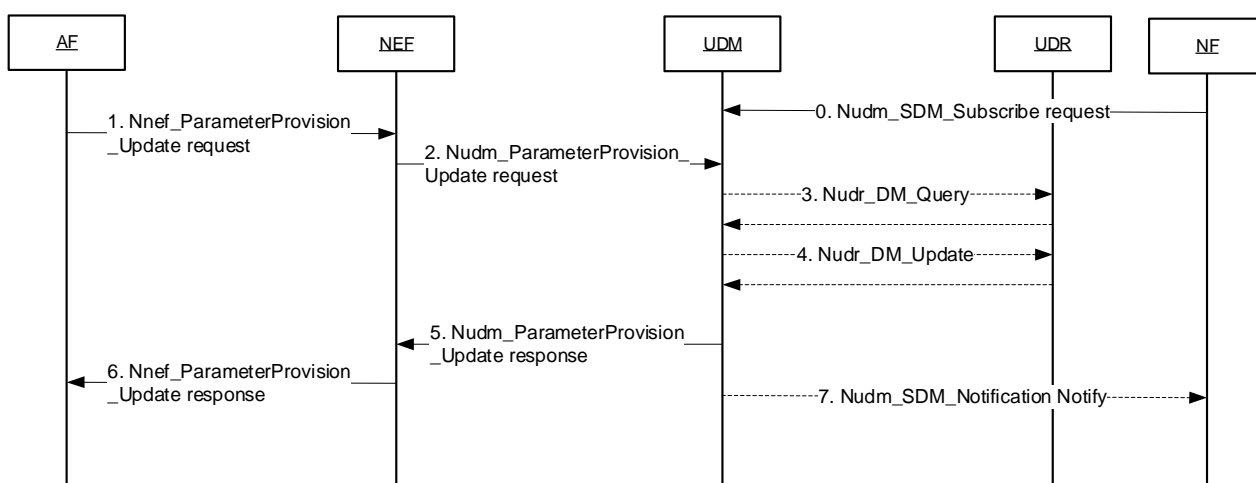 AF
NEF
UDM
UDR
NF
0. Nudm_SDM_Subscribe request
1. Nnef_ParameterProvision
_Update request
2. Nudm_ParameterProvision_
Update request
3. Nudr_DM_Query
4. Nudr_DM_Update
5. Nudm_ParameterProvision
_Update response
6. Nnef_ParameterProvision
_Update response
7. Nudm_SDM_Notification Notify